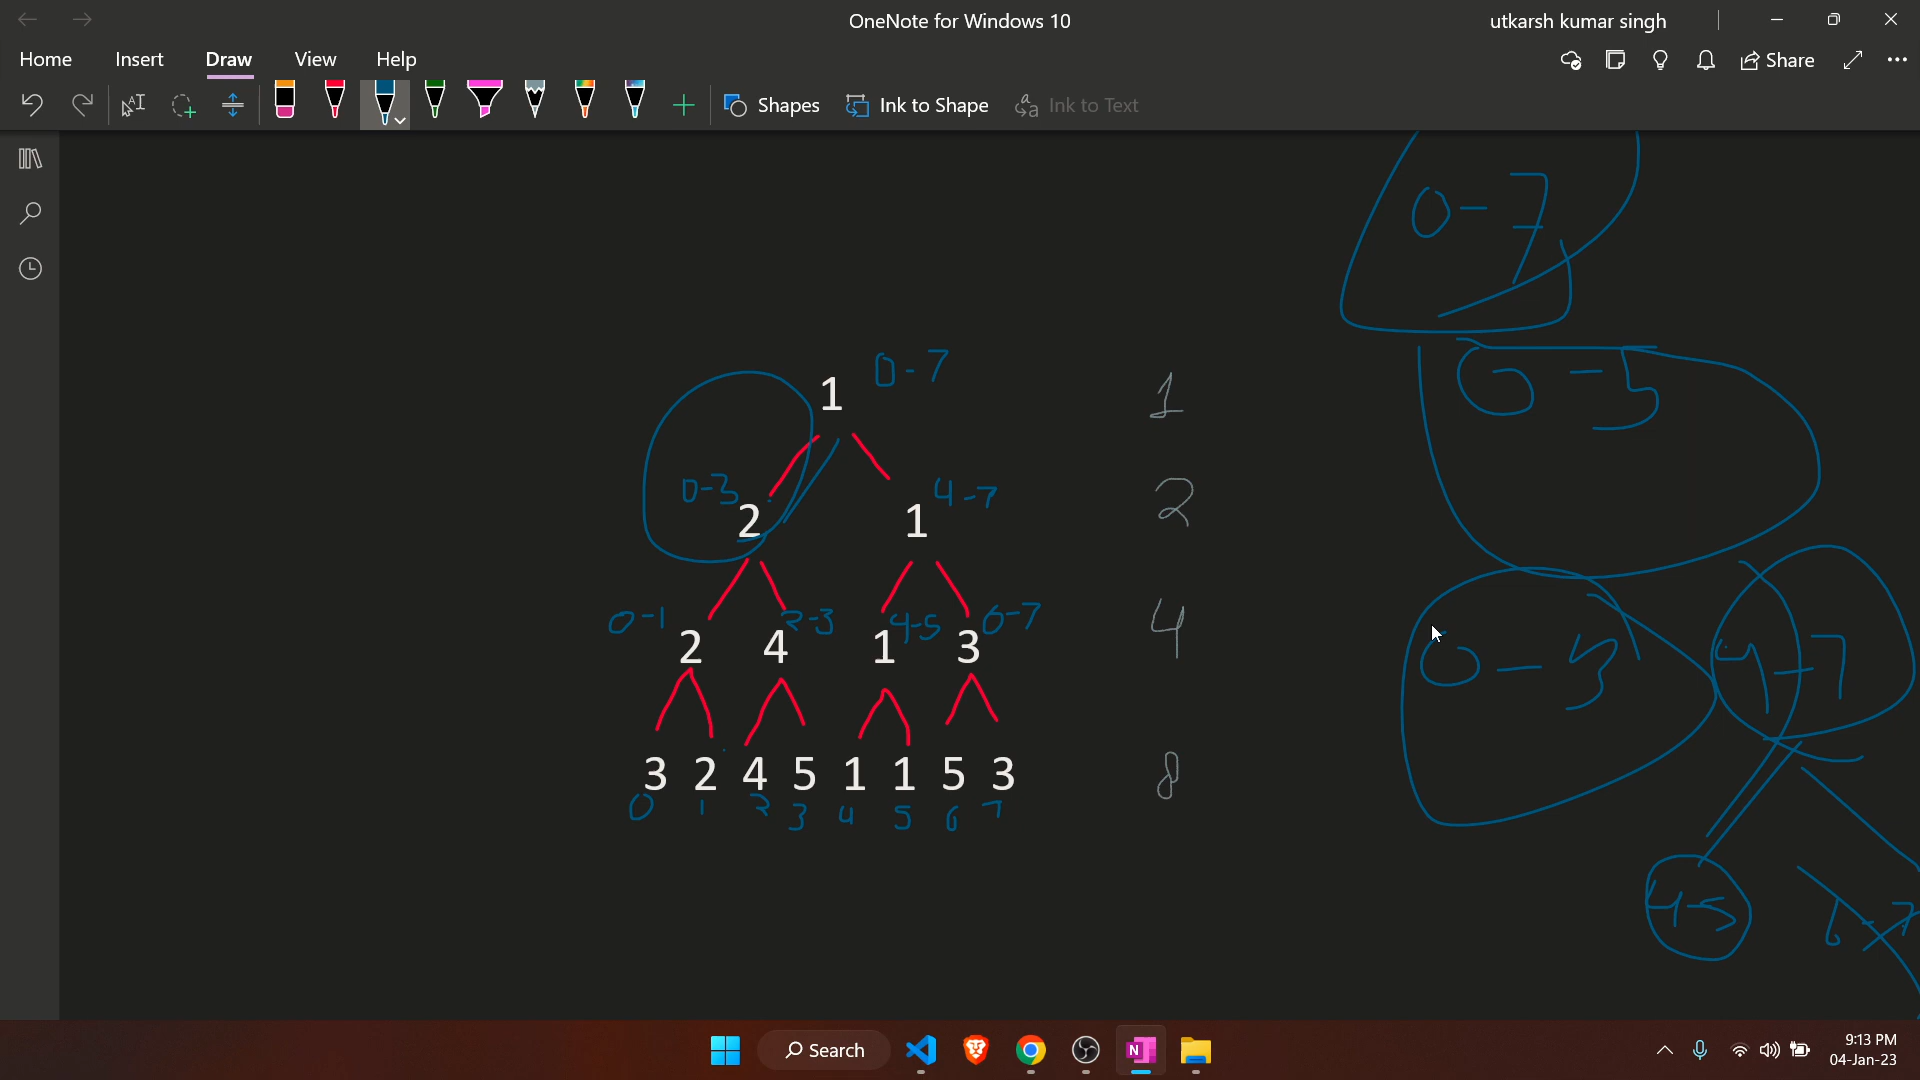 OneNote for Windows 10
utkarsh kumar singh
Home Insert Draw View Help
Share
Shapes Ink to Shape Ink to Text
0-7
1 0-7 1
0-5
0-3 2 1 4-7 2
0-1 2 4 2-3 1 4-5 3 6-7 4
0-3 4-7
3 2 4 5 1 1 5 3 8
0 1 2 3 4 5 6 7
4-5 6-7
Search
9:13 PM
04-Jan-23